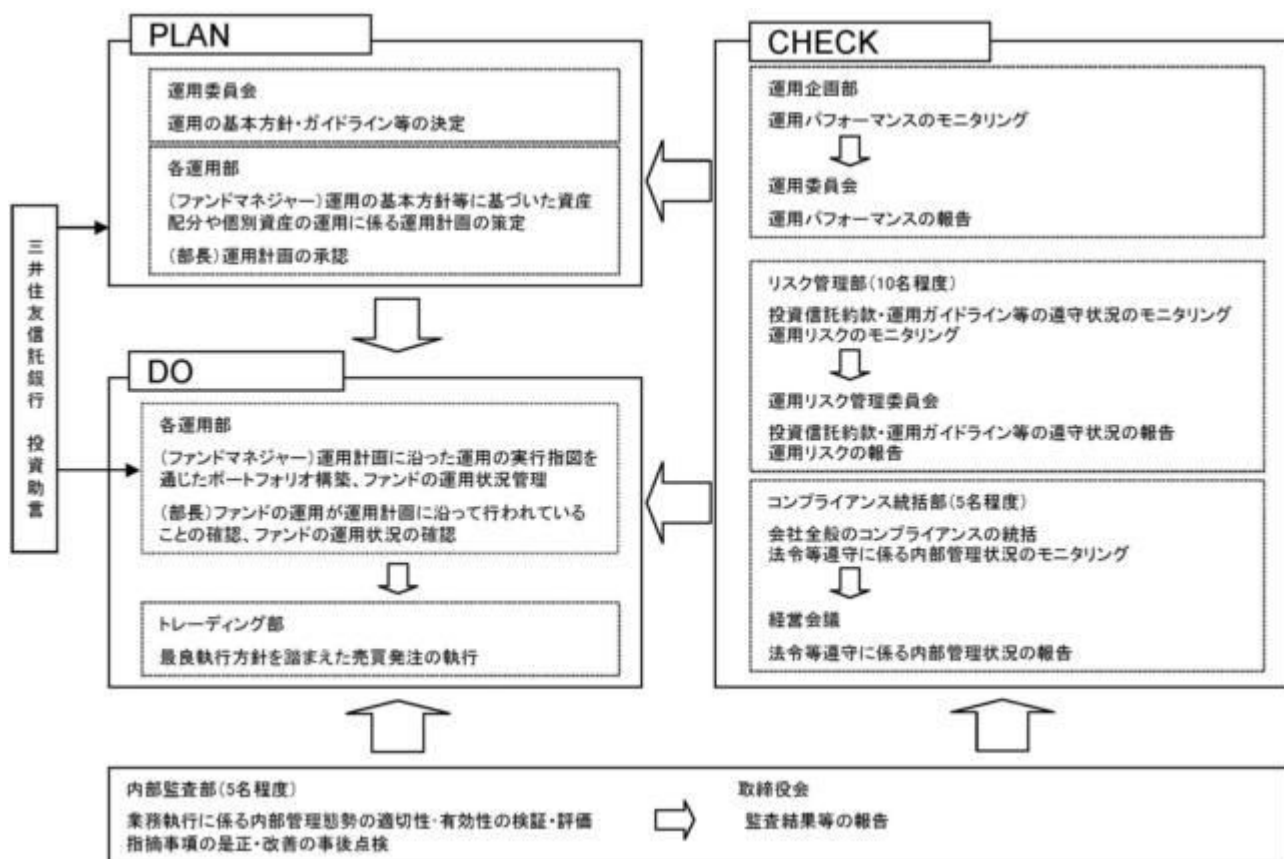 PLAN
運用委員会
運用の基本方針・ガイドライン等の決定
各運用部
(ファンドマネジャー)運用の基本方針等に基づいた資産
配分や個別資産の運用に係る運用計画の策定
(部長)運用計画の承認
三井住友信託銀行 投資助言
DO
各運用部
(ファンドマネジャー)運用計画に沿った運用の実行指図を
通じたポートフォリオ構築、ファンドの運用状況管理
(部長)ファンドの運用が運用計画に沿って行われている
ことの確認、ファンドの運用状況の確認
トレーディング部
最良執行方針を踏まえた売買発注の執行
CHECK
運用企画部
運用パフォーマンスのモニタリング
運用委員会
運用パフォーマンスの報告
リスク管理部(10名程度)
投資信託約款・運用ガイドライン等の遵守状況のモニタリング
運用リスクのモニタリング
運用リスク管理委員会
投資信託約款・運用ガイドライン等の遵守状況の報告
運用リスクの報告
コンプライアンス統括部(5名程度)
会社全般のコンプライアンスの統括
法令等遵守に係る内部管理状況のモニタリング
経営会議
法令等遵守に係る内部管理状況の報告
内部監査部(5名程度)
業務執行に係る内部管理態勢の適切性・有効性の検証・評価
指摘事項の是正・改善の事後点検
取締役会
監査結果等の報告